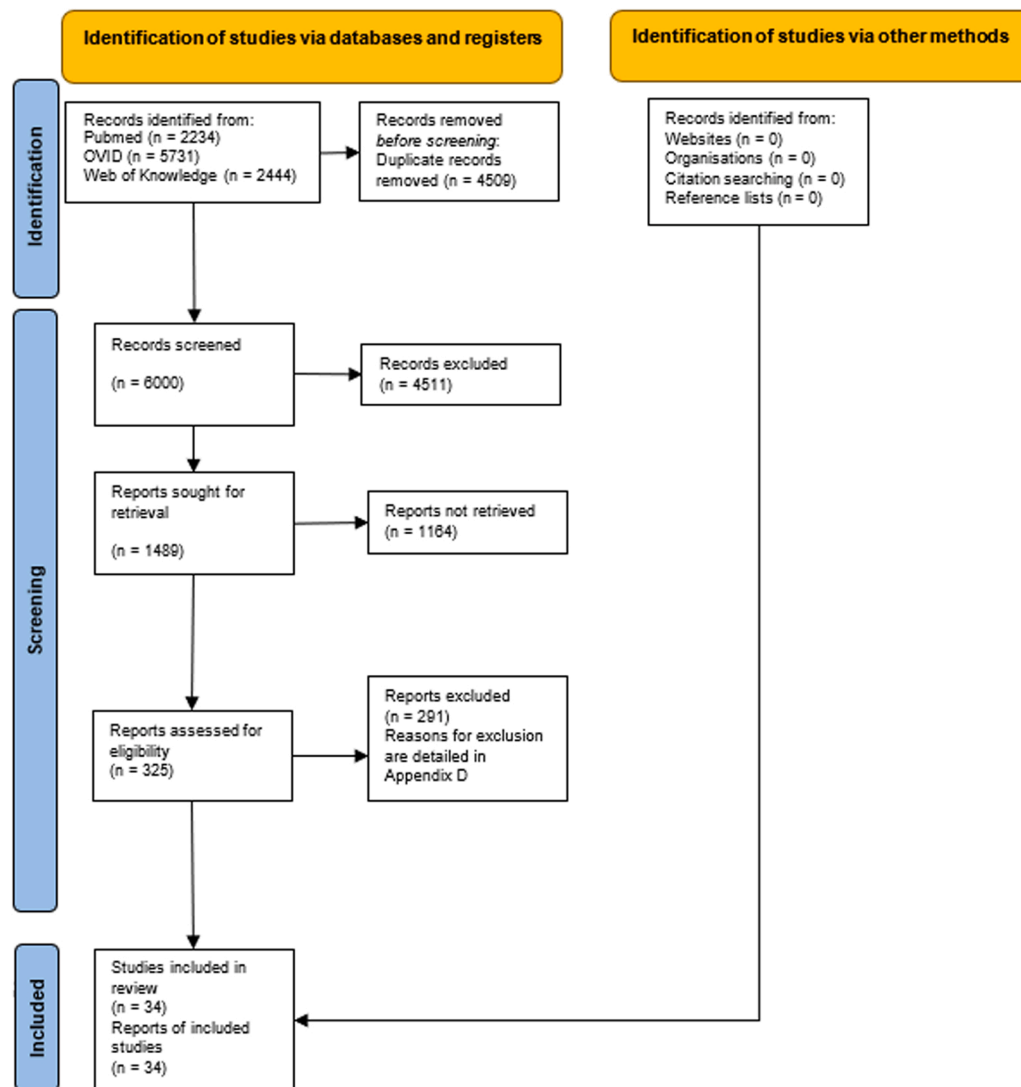 Identification of studies via databases and registers
Identification of studies via other methods
Identification
Records identified from:
Pubmed (n = 2234)
OVID (n = 5731)
Web of Knowledge (n = 2444)
Records removed
before screening:
Duplicate records
removed (n = 4509)
Records identified from:
Websites (n = 0)
Organisations (n = 0)
Citation searching (n = 0)
Reference lists (n = 0)
Screening
Records screened
(n = 6000)
Records excluded
(n = 4511)
Reports sought for
retrieval
(n = 1489)
Reports not retrieved
(n = 1164)
Reports assessed for
eligibility
(n = 325)
Reports excluded
(n = 291)
Reasons for exclusion
are detailed in
Appendix D
Included
Studies included in
review
(n = 34)
Reports of included
studies
(n = 34)